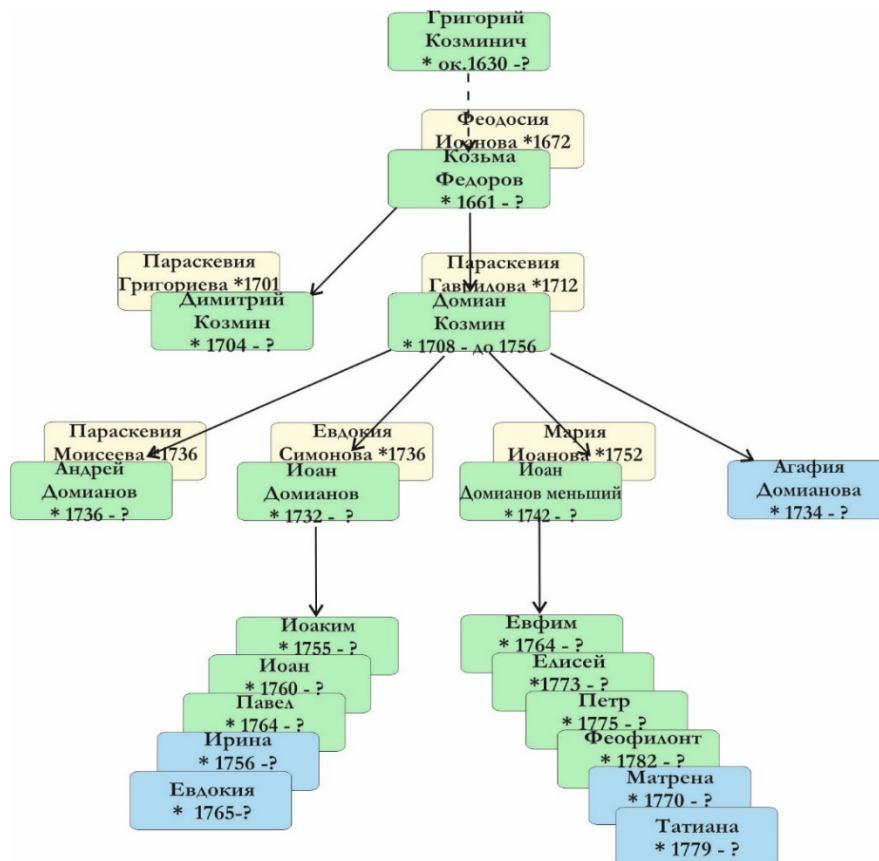 Григорий
Козминич
* ок.1630 -?
Феодосия
Иоанова *1672
Козьма
Федоров
* 1661 - ?
Параскевия
Григориева *1701
Димитрий
Козмин
* 1704 - ?
Параскевия
Гаврилова *1712
Домиан
Козмин
* 1708 - до 1756
Параскевия
Моисеева *1736
Андрей
Домианов
* 1736 - ?
Евдокия
Симонова *1736
Иоан
Домианов
* 1732 - ?
Мария
Иоанова *1752
Иоан
Домианов меньший
*1742 - ?
Агафия
Домианова
* 1734 - ?
Иоаким
* 1755 - ?
Иоан
* 1760 - ?
Павел
* 1764 - ?
Ирина
* 1756 -?
Евдокия
* 1765-?
Евфим
* 1764 - ?
Елисей
*1773 - ?
Петр
* 1775 - ?
Феофилонт
* 1782 - ?
Матрена
* 1770 - ?
Татиана
* 1779 - ?